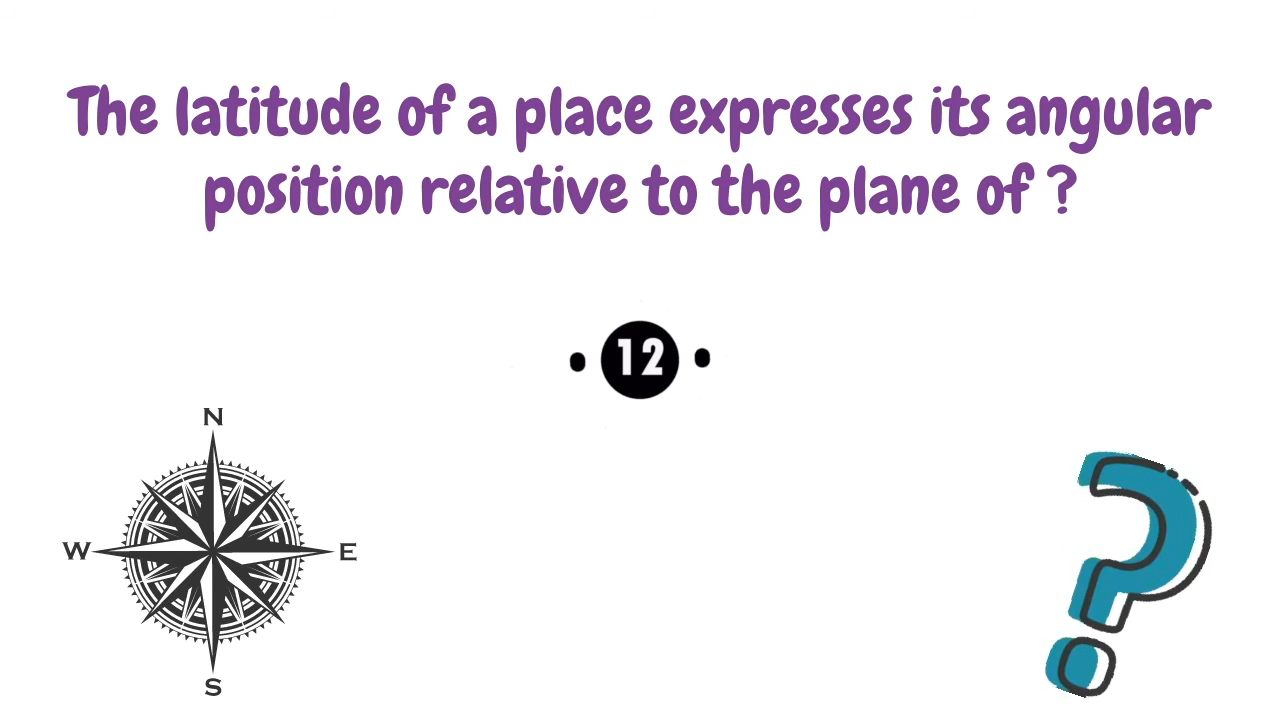 The latitude of a place expresses its angular
position relative to the plane of ?
12
N
W E
S